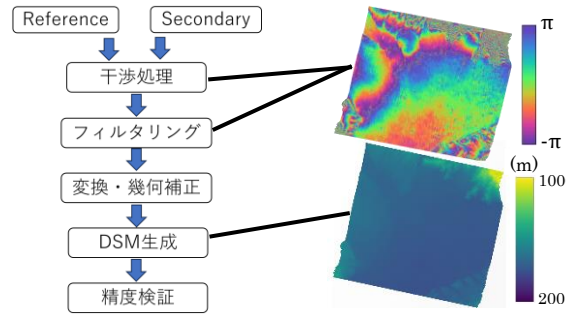 Reference
Secondary
干渉処理
フィルタリング
変換・幾何補正
DSM生成
精度検証
π
-π
(m)
100
200